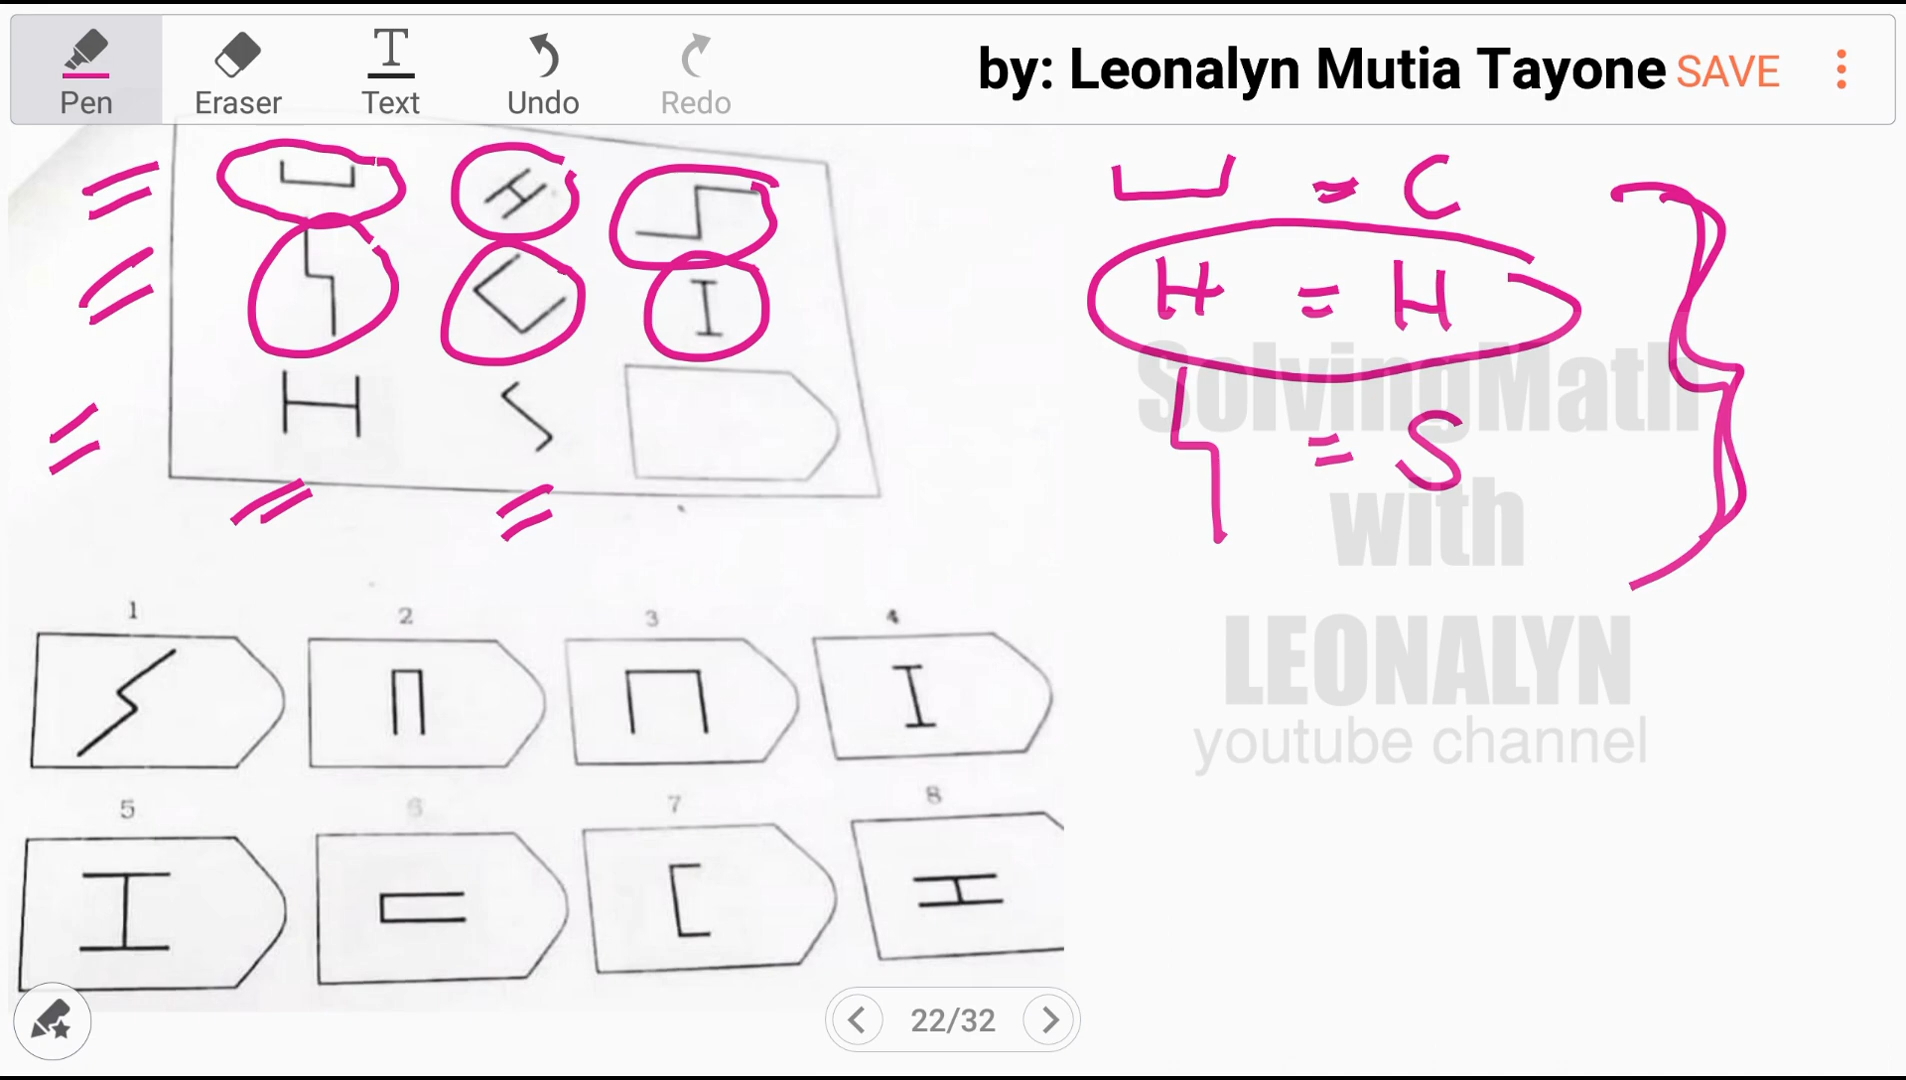 Pen Eraser Text Undo Redo by: Leonalyn Mutia Tayone SAVE
= C
H = H
= S
SolvingMath
with
LEONALYN
youtube channel
1 2 3 4
5 6 7 8
22/32